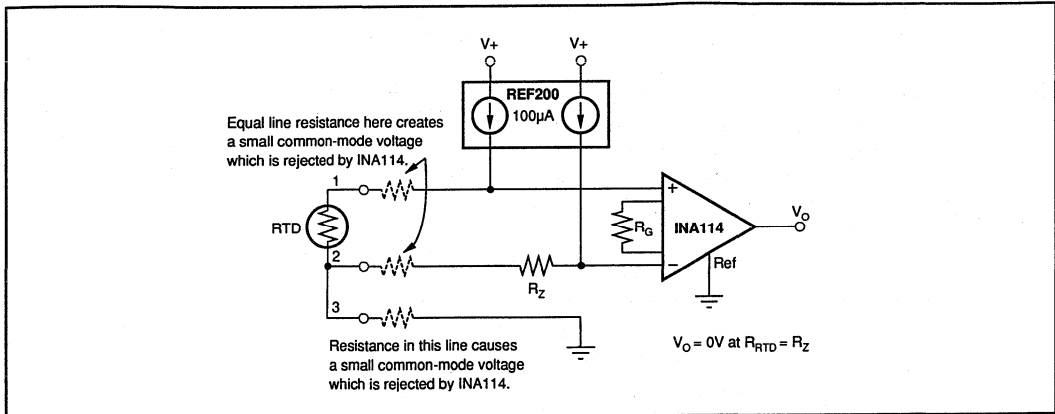 V+
V+
REF200
100µA
Equal line resistance here creates
a small common-mode voltage
which is rejected by INA114.
1
RTD
2
3
R_Z
R_G
+
INA114
−
Ref
V_O
Resistance in this line causes
a small common-mode voltage
which is rejected by INA114.
V_O = 0V at R_RTD = R_Z